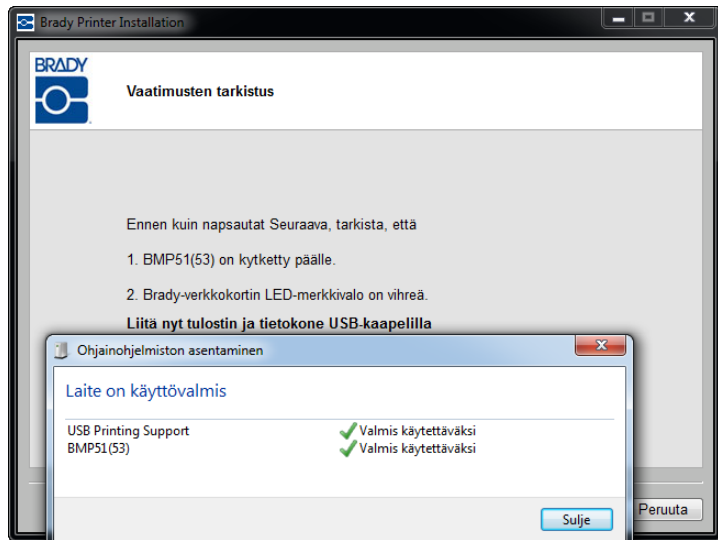 Brady Printer Installation
BRADY
Vaatimusten tarkistus
Ennen kuin napsautat Seuraava, tarkista, että
1. BMP51(53) on kytketty päälle.
2. Brady-verkkokortin LED-merkkivalo on vihreä.
Liitä nyt tulostin ja tietokone USB-kaapelilla
Ohjainohjelmiston asentaminen
Laite on käyttövalmis
USB Printing Support Valmis käytettäväksi
BMP51(53) Valmis käytettäväksi
Peruuta
Sulje